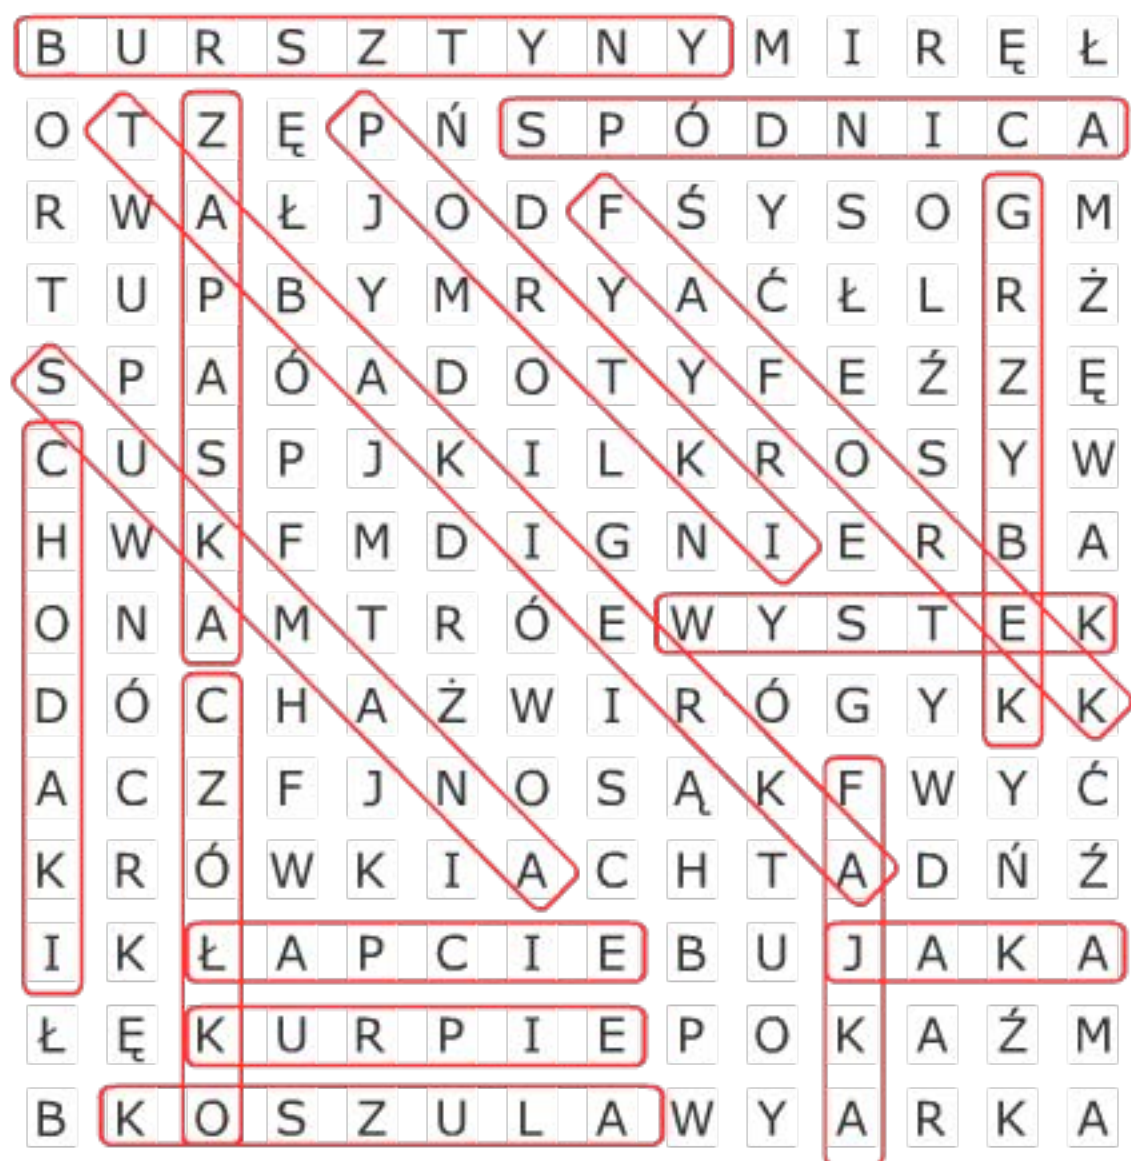 B U R S Z T Y N Y M I R Ę Ł
O T Z Ę P Ń S P Ó D N I C A
R W A Ł J O D F Ś Y S O G M
T U P B Y M R Y A Ć Ł L R Ż
S P A Ó A D O T Y F E Ź Z Ę
C U S P J K I L K R O S Y W
H W K F M D I G N I E R B A
O N A M T R Ó E W Y S T E K
D Ó C H A Ż W I R Ó G Y K K
A C Z F J N O S Ą K F W Y Ć
K R Ó W K I A C H T A D Ń Ź
I K Ł A P C I E B U J A K A
Ł Ę K U R P I E P O K A Ź M
B K O S Z U L A W Y A R K A